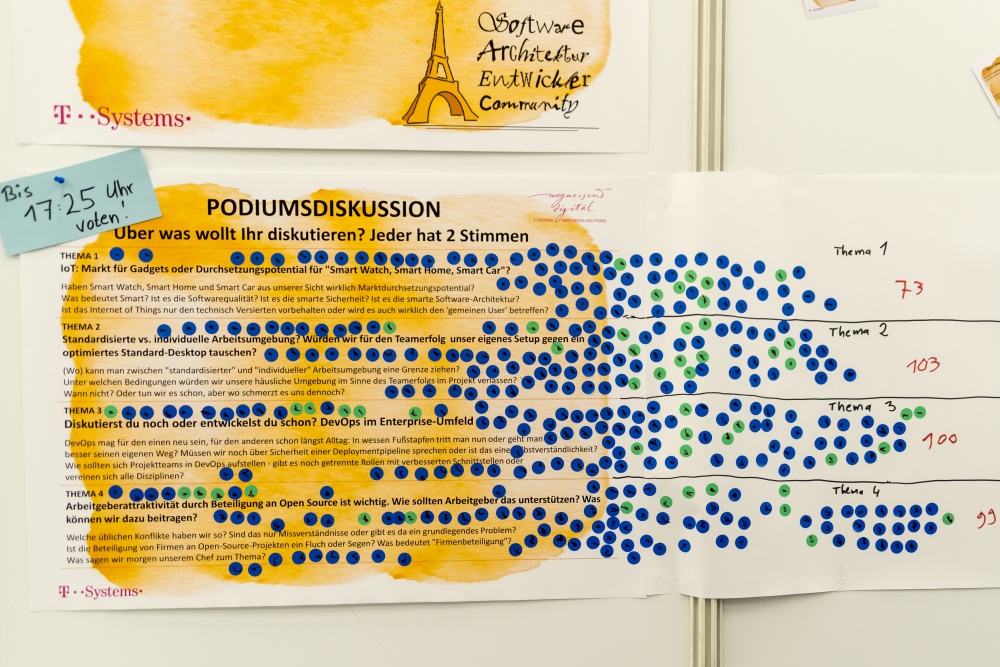 Software
Architektur
Entwickler
Community
T··Systems·
Bis
17:25 Uhr
voten!
PODIUMSDISKUSSION
wegweisend
digital
Über was wollt Ihr diskutieren? Jeder hat 2 Stimmen
THEMA 1
IoT: Markt für Gadgets oder Durchsetzungspotential für "Smart Watch, Smart Home, Smart Car"?
Haben Smart Watch, Smart Home und Smart Car aus unserer Sicht wirklich Marktdurchsetzungspotential?
Was bedeutet Smart? Ist es die Softwarequalität? Ist es die smarte Sicherheit? Ist es die smarte Software-Architektur?
Ist das Internet of Things nur den technisch Versierten vorbehalten oder wird es auch wirklich den 'gemeinen User' betreffen?
Thema 1
73
THEMA 2
Standardisierte vs. individuelle Arbeitsumgebung? Würden wir für den Teamerfolg unser eigenes Setup gegen ein
optimiertes Standard-Desktop tauschen?
(Wo) kann man zwischen "standardisierter" und "individueller" Arbeitsumgebung eine Grenze ziehen?
Unter welchen Bedingungen würden wir unsere häusliche Umgebung im Sinne des Teamerfolgs im Projekt verlassen?
Wann nicht? Oder tun wir es schon, aber wo schmerzt es uns dennoch?
Thema 2
103
THEMA 3
Diskutierst du noch oder entwickelst du schon? DevOps im Enterprise-Umfeld
DevOps mag für den einen neu sein, für den anderen schon längst Alltag: In wessen Fußstapfen tritt man nun oder geht man
besser seinen eigenen Weg? Müssen wir noch über Sicherheit einer Deploymentpipeline sprechen oder ist das eine Selbstverständlichkeit?
Wie sollten sich Projektteams in DevOps aufstellen - gibt es noch getrennte Rollen mit verbesserten Schnittstellen oder
vereinen sich alle Disziplinen?
Thema 3
100
THEMA 4
Arbeitgeberattraktivität durch Beteiligung an Open Source ist wichtig. Wie sollten Arbeitgeber das unterstützen? Was
können wir dazu beitragen?
Welche üblichen Konflikte haben wir so? Sind das nur Missverständnisse oder gibt es da ein grundlegendes Problem?
Ist die Beteiligung von Firmen an Open-Source-Projekten ein Fluch oder Segen? Was bedeutet "Firmenbeteiligung"?
Was sagen wir morgen unserem Chef zum Thema?
Thema 4
99
T··Systems·